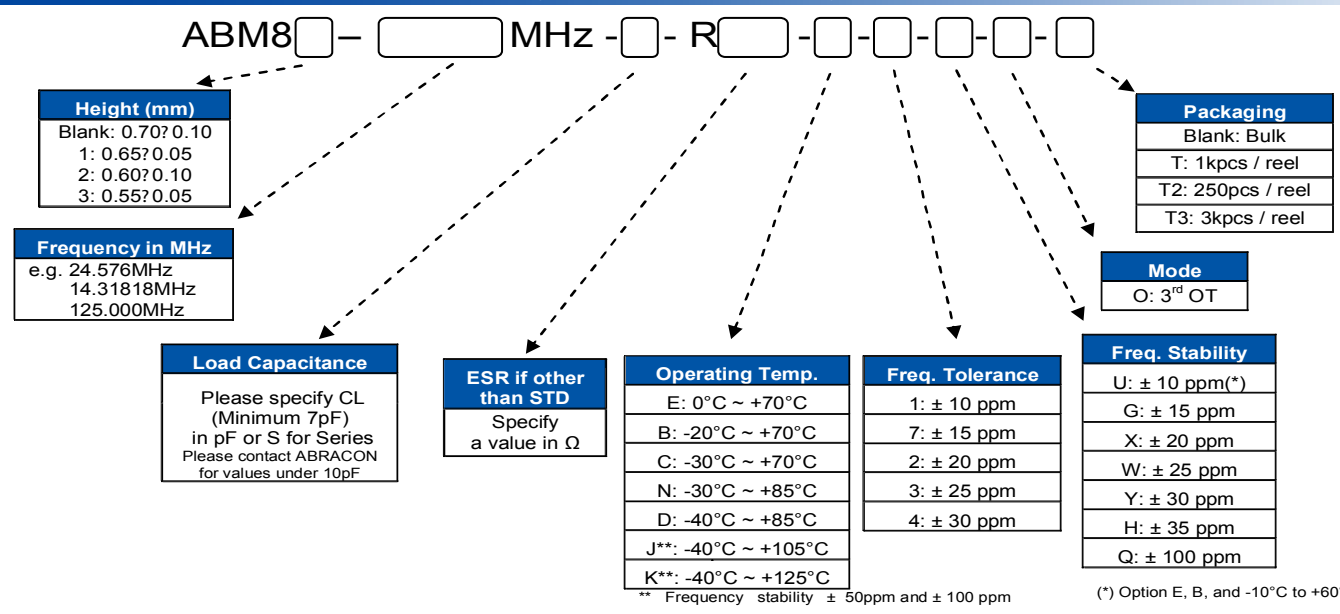 ABM8 – MHz - - R - - - - -
Height (mm)
Blank: 0.70? 0.10
1: 0.65? 0.05
2: 0.60? 0.10
3: 0.55? 0.05
Frequency in MHz
e.g. 24.576MHz
14.31818MHz
125.000MHz
Load Capacitance
Please specify CL
(Minimum 7pF)
in pF or S for Series
Please contact ABRACON
for values under 10pF
ESR if other
than STD
Specify
a value in Ω
Operating Temp.
E: 0°C ~ +70°C
B: -20°C ~ +70°C
C: -30°C ~ +70°C
N: -30°C ~ +85°C
D: -40°C ~ +85°C
J**: -40°C ~ +105°C
K**: -40°C ~ +125°C
** Frequency stability ± 50ppm and ± 100 ppm
Freq. Tolerance
1: ± 10 ppm
7: ± 15 ppm
2: ± 20 ppm
3: ± 25 ppm
4: ± 30 ppm
Freq. Stability
U: ± 10 ppm(*)
G: ± 15 ppm
X: ± 20 ppm
W: ± 25 ppm
Y: ± 30 ppm
H: ± 35 ppm
Q: ± 100 ppm
(*) Option E, B, and -10°C to +60
Mode
O: 3rd OT
Packaging
Blank: Bulk
T: 1kpcs / reel
T2: 250pcs / reel
T3: 3kpcs / reel